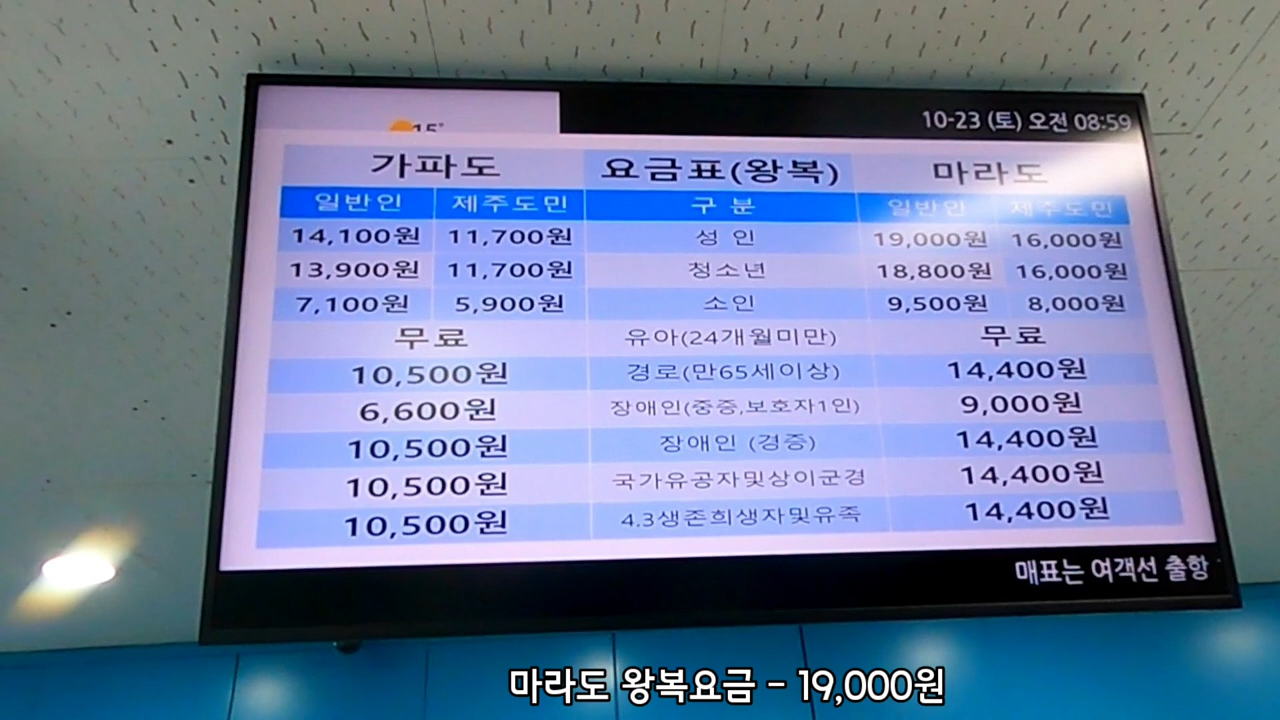 15°
10-23 (토) 오전 08:59
가파도 요금표(왕복) 마라도
일반인 제주도민 구분 일반인 제주도민
14,100원 11,700원 성인 19,000원 16,000원
13,900원 11,700원 청소년 18,800원 16,000원
7,100원 5,900원 소인 9,500원 8,000원
무료 유아(24개월미만) 무료
10,500원 경로(만65세이상) 14,400원
6,600원 장애인(중증,보호자1인) 9,000원
10,500원 장애인 (경증) 14,400원
10,500원 국가유공자및상이군경 14,400원
10,500원 4.3생존희생자및유족 14,400원
매표는 여객선 출항
마라도 왕복요금 - 19,000원